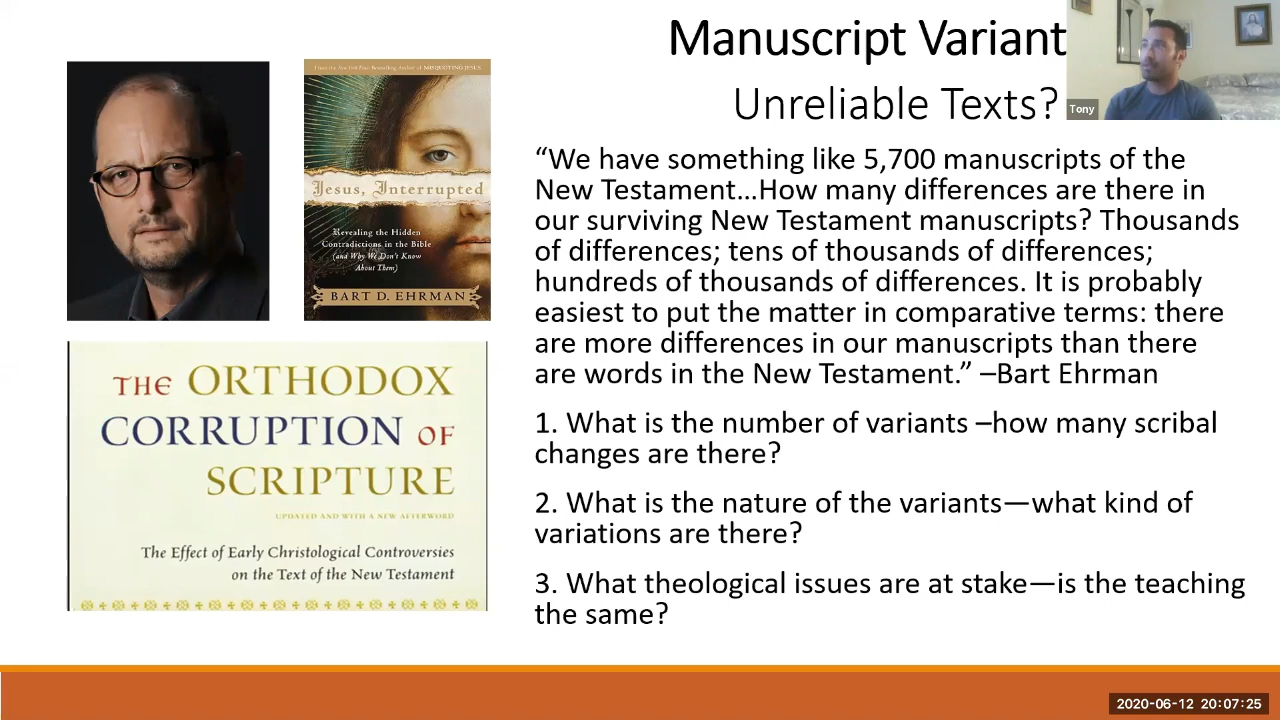 Manuscript Variant
Unreliable Texts?
Tony
“We have something like 5,700 manuscripts of the
New Testament…How many differences are there in
our surviving New Testament manuscripts? Thousands
of differences; tens of thousands of differences;
hundreds of thousands of differences. It is probably
easiest to put the matter in comparative terms: there
are more differences in our manuscripts than there
are words in the New Testament.” –Bart Ehrman
1. What is the number of variants –how many scribal
changes are there?
2. What is the nature of the variants—what kind of
variations are there?
3. What theological issues are at stake—is the teaching
the same?
Author of MISQUOTING JESUS
Jesus, Interrupted
Revealing the Hidden
Contradictions in the Bible
(and Why We Don't Know
About Them)
BART D. EHRMAN
THE ORTHODOX
CORRUPTION OF
SCRIPTURE
UPDATED AND WITH A NEW AFTERWORD
The Effect of Early Christological Controversies
on the Text of the New Testament
2020-06-12 20:07:25